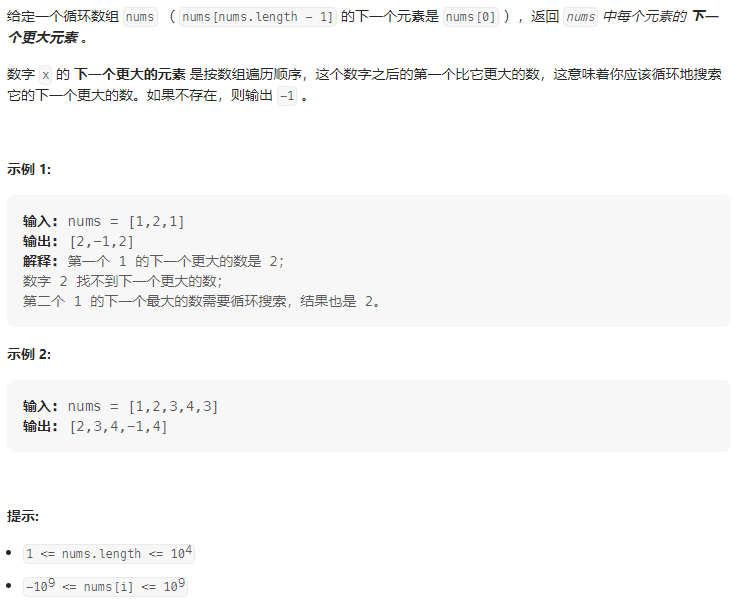 给定一个循环数组 nums （ nums[nums.length - 1] 的下一个元素是 nums[0] ），返回 nums 中每个元素的 下一
个更大元素 。
数字 x 的 下一个更大的元素 是按数组遍历顺序，这个数字之后的第一个比它更大的数，这意味着你应该循环地搜索
它的下一个更大的数。如果不存在，则输出 -1 。
示例 1:
输入: nums = [1,2,1]
输出: [2,-1,2]
解释: 第一个 1 的下一个更大的数是 2；
数字 2 找不到下一个更大的数；
第二个 1 的下一个最大的数需要循环搜索，结果也是 2。
示例 2:
输入: nums = [1,2,3,4,3]
输出: [2,3,4,-1,4]
提示:
• 1 <= nums.length <= 10⁴
• -10⁹ <= nums[i] <= 10⁹